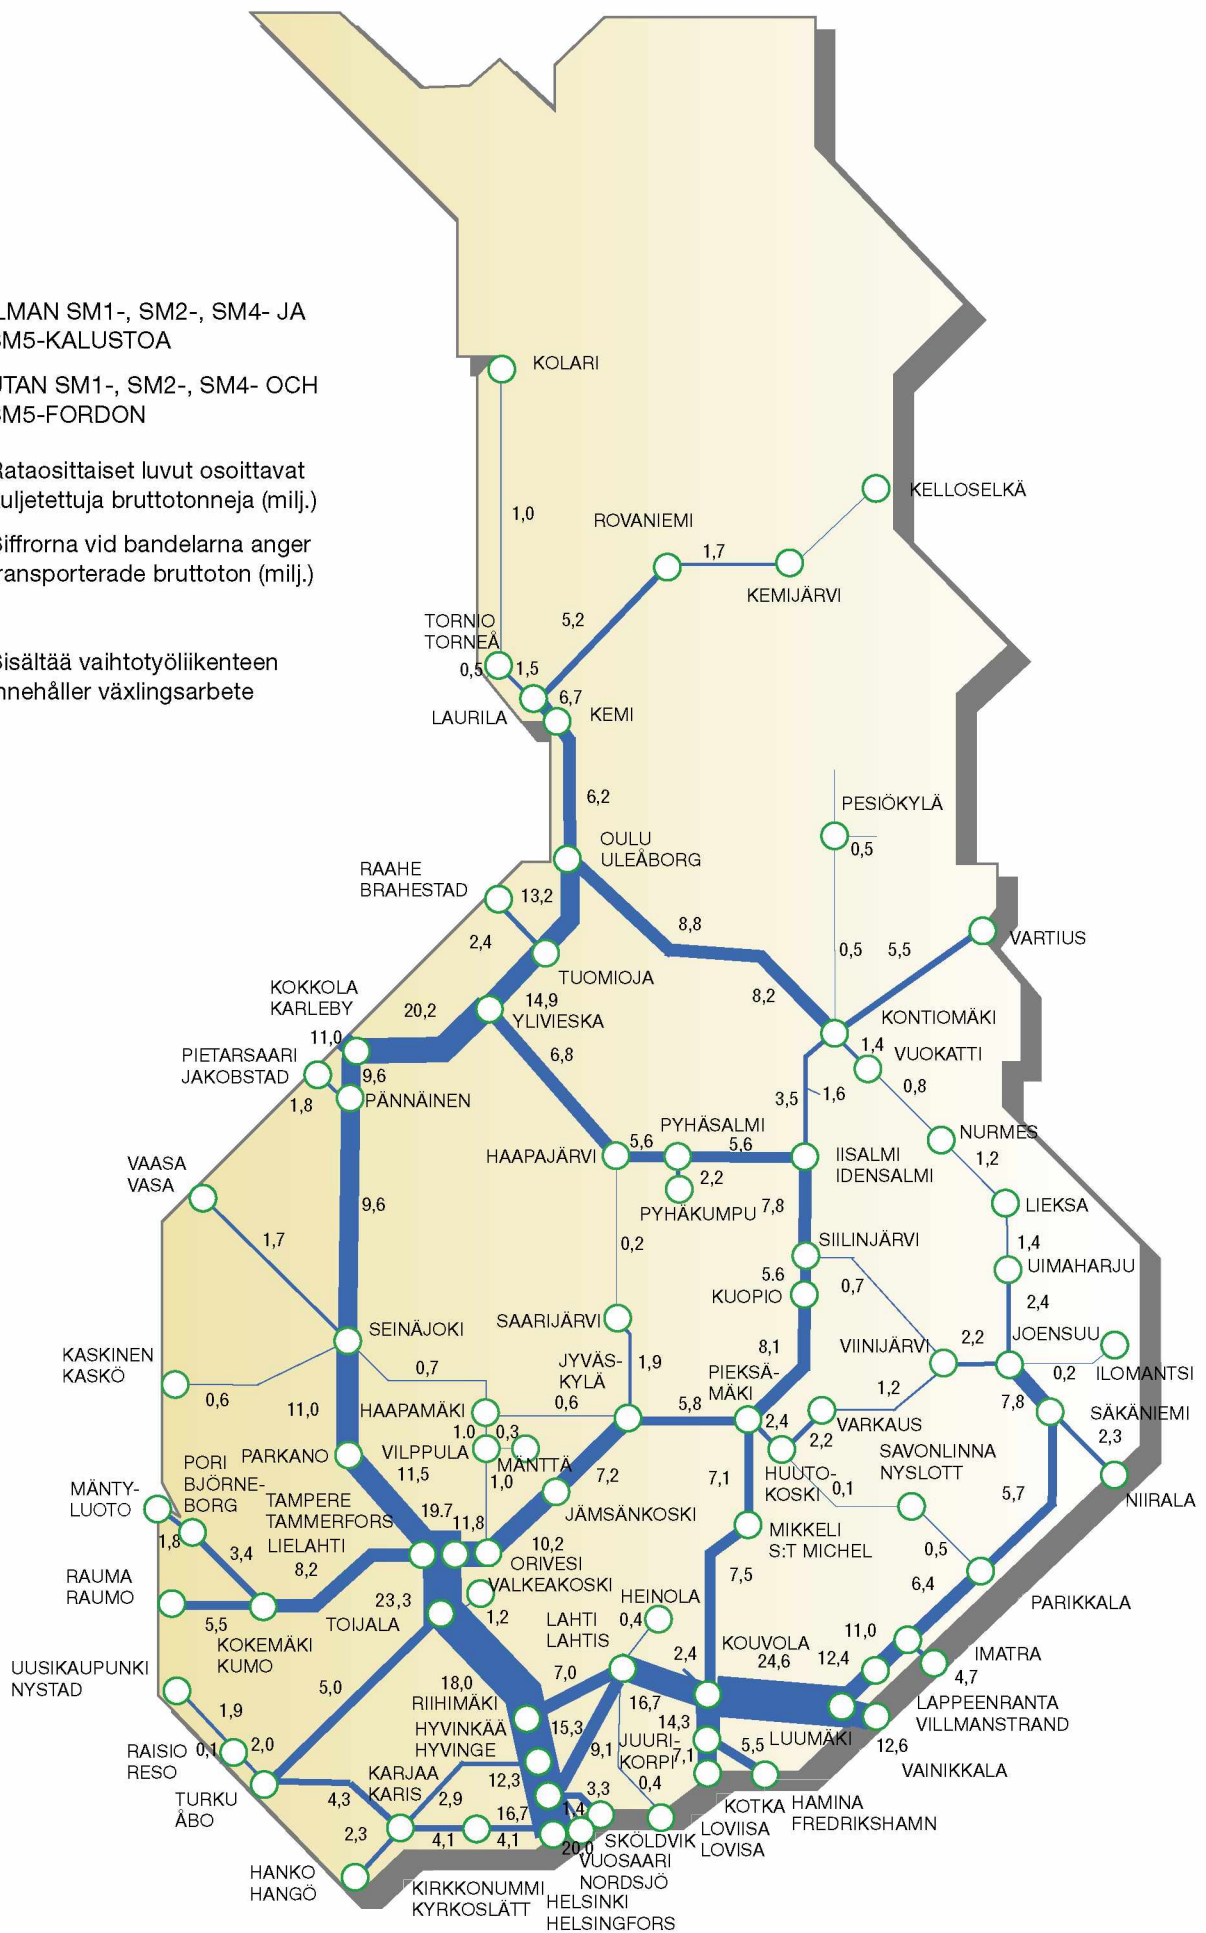 LMAN SM1-, SM2-, SM4- JA
SM5-KALUSTOA
UTAN SM1-, SM2-, SM4- OCH
SM5-FORDON
Rataosittaiset luvut osoittavat
kuljetettuja bruttotonneja (milj.)
Siffrorna vid bandelarna anger
transporterade bruttoton (milj.)
Sisältää vaihtotyöliikenteen
nnehåller växlingsarbete
KOLARI
1,0
KELLOSELKÄ
ROVANIEMI
1,7
KEMIJÄRVI
5,2
TORNIO
TORNEÅ
0,5
1,5
6,7
LAURILA
KEMI
6,2
PESIÖKYLÄ
0,5
OULU
ULEÅBORG
RAAHE
BRAHESTAD
13,2
8,8
2,4
0,5
5,5
VARTIUS
TUOMIOJA
8,2
KOKKOLA
KARLEBY
20,2
14,9
YLIVIESKA
KONTIOMÄKI
11,0
1,4
VUOKATTI
PIETARSAARI
JAKOBSTAD
9,6
6,8
0,8
1,8
PÄNNÄINEN
3,5
1,6
PYHÄSALMI
NURMES
HAAPAJÄRVI
5,6
5,6
IISALMI
IDENSALMI
1,2
VAASA
VASA
2,2
PYHÄKUMPU
7,8
LIEKSA
9,6
1,7
0,2
SIILINJÄRVI
1,4
UIMAHARJU
5.6
KUOPIO
0,7
2,4
SAARIJÄRVI
SEINÄJOKI
VIINIJÄRVI
2,2
JOENSUU
KASKINEN
KASKÖ
0,7
JYVÄS-
KYLÄ
1,9
8,1
0,2
ILOMANTSI
0,6
PIEKSÄ-
MÄKI
1,2
7,8
11,0
HAAPAMÄKI
0,6
5,8
2,4
VARKAUS
SÄKÄNIEMI
1.0
0,3
2,2
2,3
PARKANO
VILPPULA
MÄNTTÄ
SAVONLINNA
NYSLOTT
PORI
BJÖRNE-
BORG
11,5
1,0
7,2
7,1
HUUTO-
KOSKI
0,1
NIIRALA
MÄNTY-
LUOTO
TAMPERE
TAMMERFORS
19.7
11,8
JÄMSÄNKOSKI
5,7
MIKKELI
S:T MICHEL
1,8
3,4
LIELAHTI
8,2
10,2
ORIVESI
0,5
RAUMA
RAUMO
VALKEAKOSKI
7,5
6,4
HEINOLA
5,5
23,3
TOIJALA
1,2
0,4
PARIKKALA
KOKEMÄKI
KUMO
LAHTI
LAHTIS
KOUVOLA
24,6
11,0
12,4
IMATRA
UUSIKAUPUNKI
NYSTAD
2,4
7,0
4,7
5,0
18,0
RIIHIMÄKI
16,7
LAPPEENRANTA
VILLMANSTRAND
1,9
15,3
14,3
HYVINKÄÄ
HYVINGE
JUURI-
KORPI
7,1
5,5
LUUMÄKI
12,6
RAISIO
RESO
0,1
2,0
9,1
VAINIKKALA
KARJAA
KARIS
12,3
0,4
TURKU
ÅBO
4,3
2,9
3,3
KOTKA
HAMINA
FREDRIKSHAMN
16,7
1,4
2,3
4,1
4,1
20,0
SKÖLDVIK
LOVIISA
LOVISA
VUOSAARI
NORDSJÖ
HANKO
HANGÖ
KIRKKONUMMI
KYRKOSLÄTT
HELSINKI
HELSINGFORS